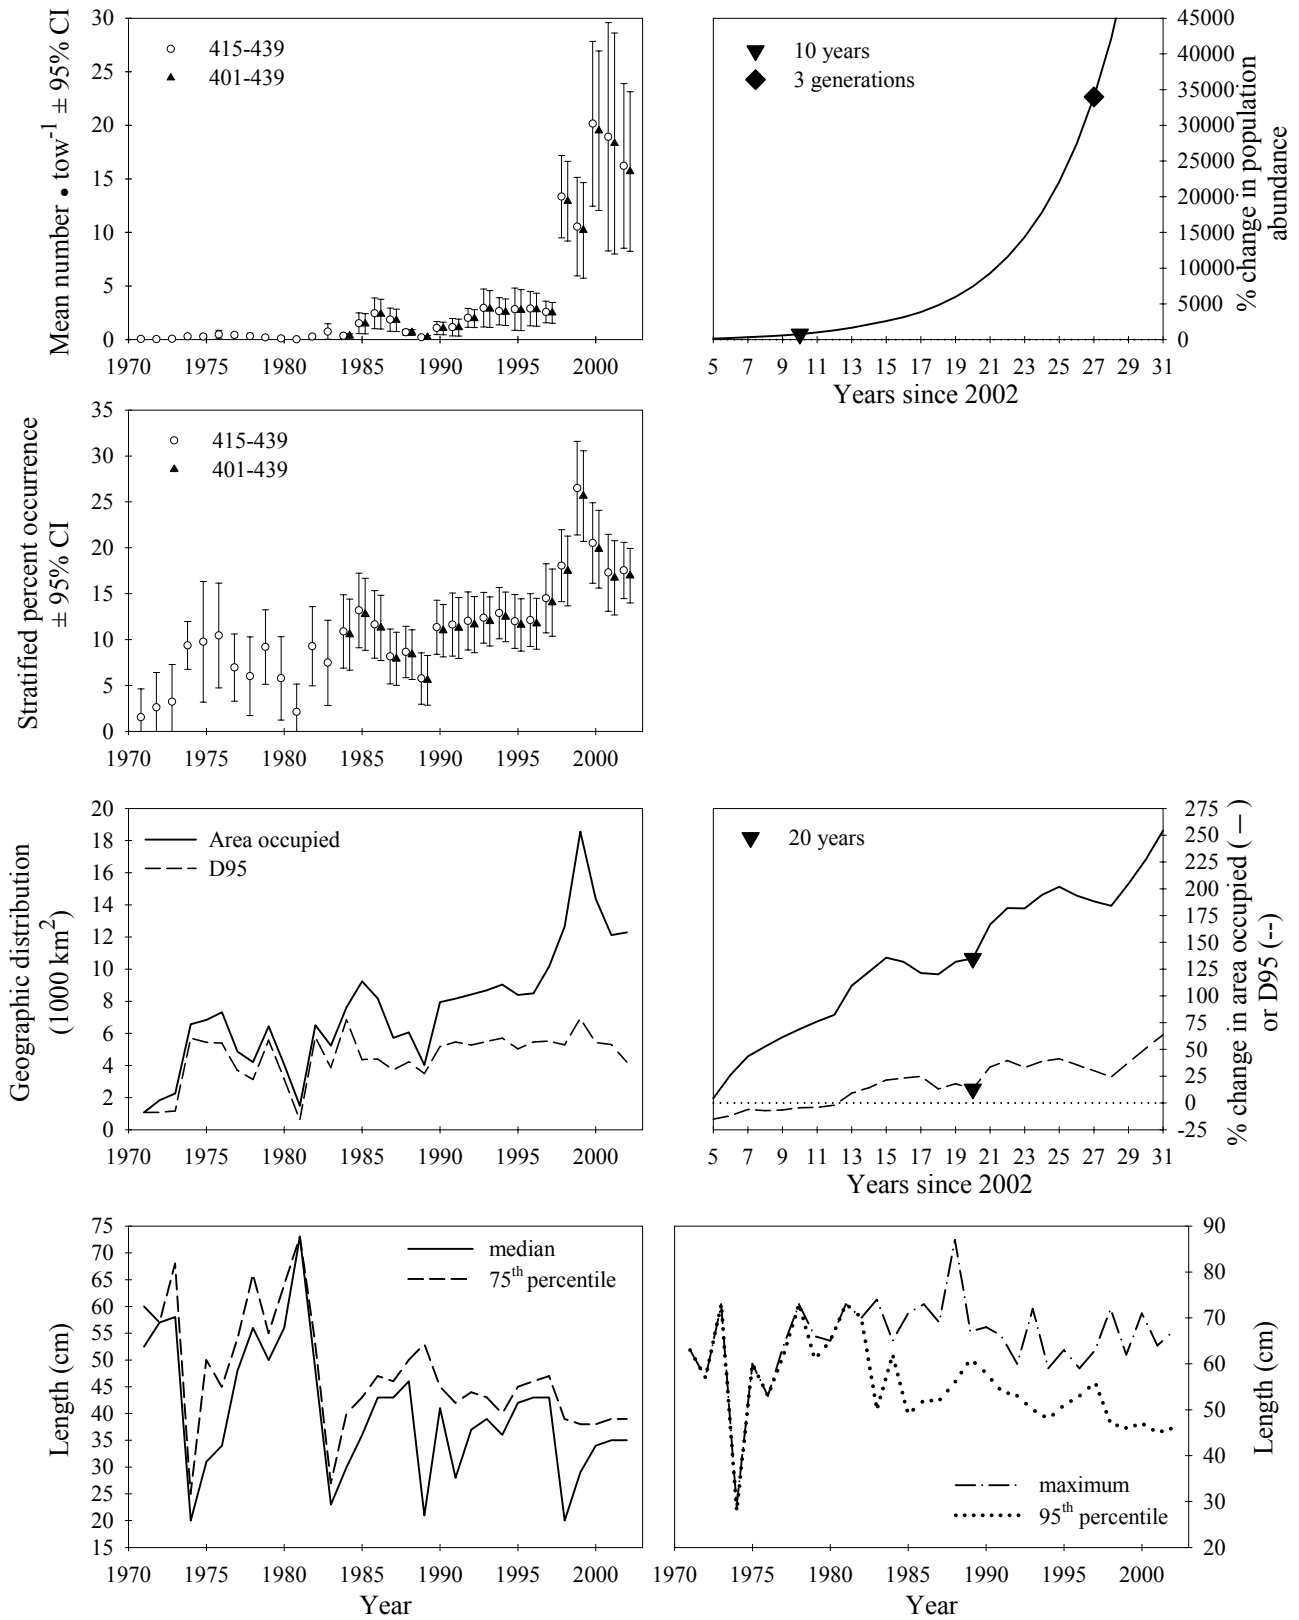 Mean number • tow-1 ± 95% CI
30
25
20
15
10
5
0
415-439
401-439
1970 1975 1980 1985 1990 1995 2000
10 years
3 generations
45000
40000
35000
30000
25000
20000
15000
10000
5000
0
% change in population
abundance
5 7 9 11 13 15 17 19 21 23 25 27 29 31
Years since 2002
Stratified percent occurrence
± 95% CI
35
30
25
20
15
10
5
0
415-439
401-439
1970 1975 1980 1985 1990 1995 2000
Geographic distribution
(1000 km2)
20
18
16
14
12
10
8
6
4
2
0
Area occupied
D95
1970 1975 1980 1985 1990 1995 2000
20 years
275
250
225
200
175
150
125
100
75
50
25
0
-25
% change in area occupied ( — )
or D95 (--)
5 7 9 11 13 15 17 19 21 23 25 27 29 31
Years since 2002
Length (cm)
75
70
65
60
55
50
45
40
35
30
25
20
15
median
75th percentile
1970 1975 1980 1985 1990 1995 2000
Year
90
80
70
60
50
40
30
20
Length (cm)
maximum
95th percentile
1970 1975 1980 1985 1990 1995 2000
Year